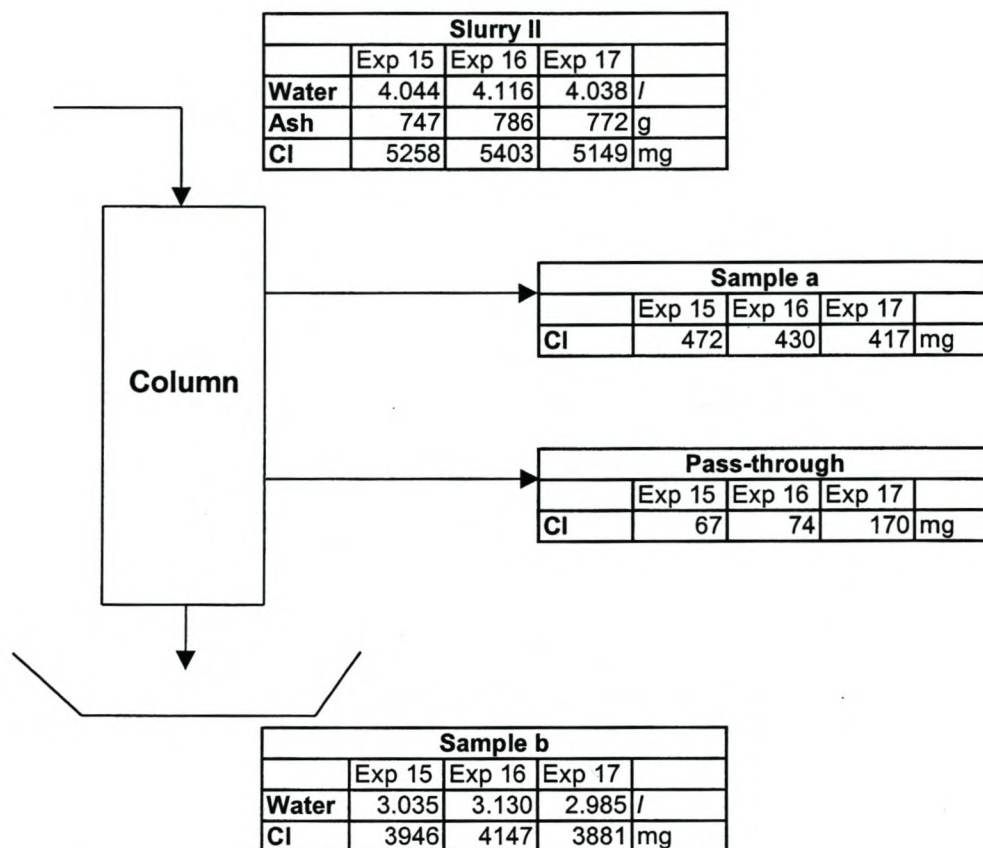 Slurry II
Exp 15 Exp 16 Exp 17
Water 4.044 4.116 4.038 l
Ash 747 786 772 g
Cl 5258 5403 5149 mg
Sample a
Exp 15 Exp 16 Exp 17
Cl 472 430 417 mg
Column
Pass-through
Exp 15 Exp 16 Exp 17
Cl 67 74 170 mg
Sample b
Exp 15 Exp 16 Exp 17
Water 3.035 3.130 2.985 l
Cl 3946 4147 3881 mg